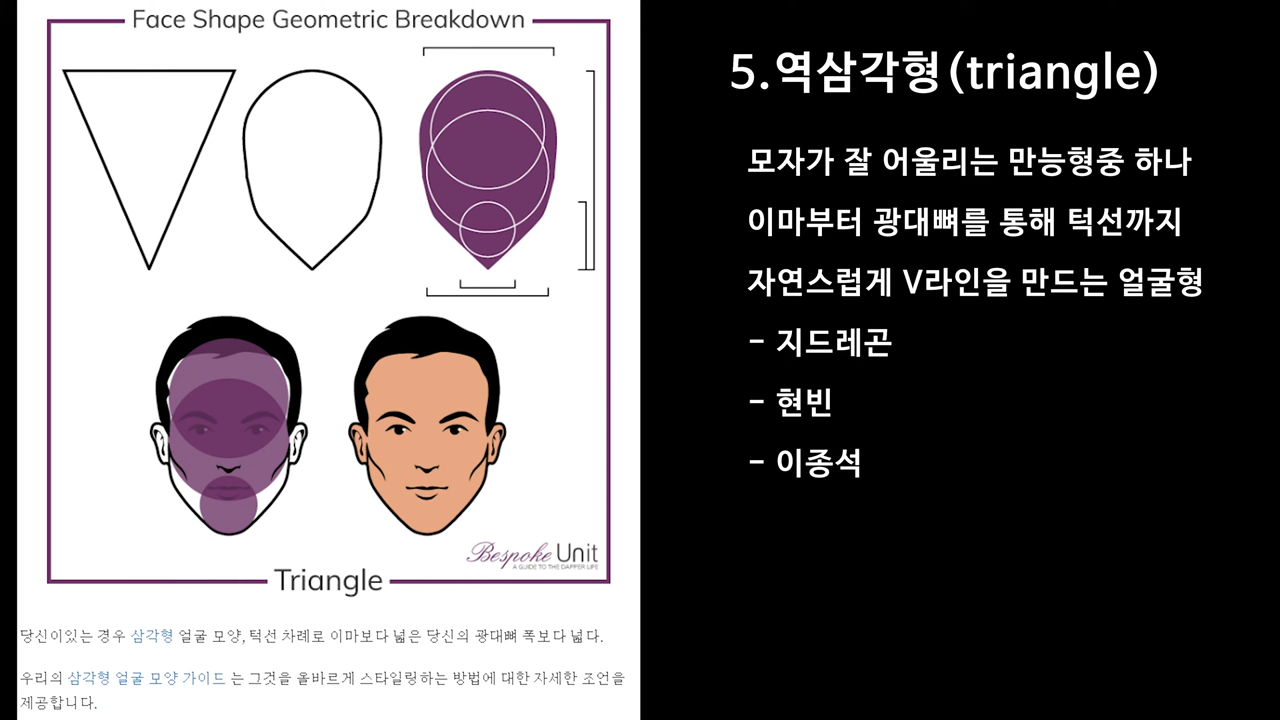 Face Shape Geometric Breakdown
Bespoke Unit
A GUIDE TO THE DAPPER LIFE
Triangle
당신이있는 경우 삼각형 얼굴 모양, 턱선 차례로 이마보다 넓은 당신의 광대뼈 폭보다 넓다.
우리의 삼각형 얼굴 모양 가이드 는 그것을 올바르게 스타일링하는 방법에 대한 자세한 조언을
제공합니다.
5.역삼각형(triangle)
모자가 잘 어울리는 만능형중 하나
이마부터 광대뼈를 통해 턱선까지
자연스럽게 V라인을 만드는 얼굴형
- 지드레곤
- 현빈
- 이종석